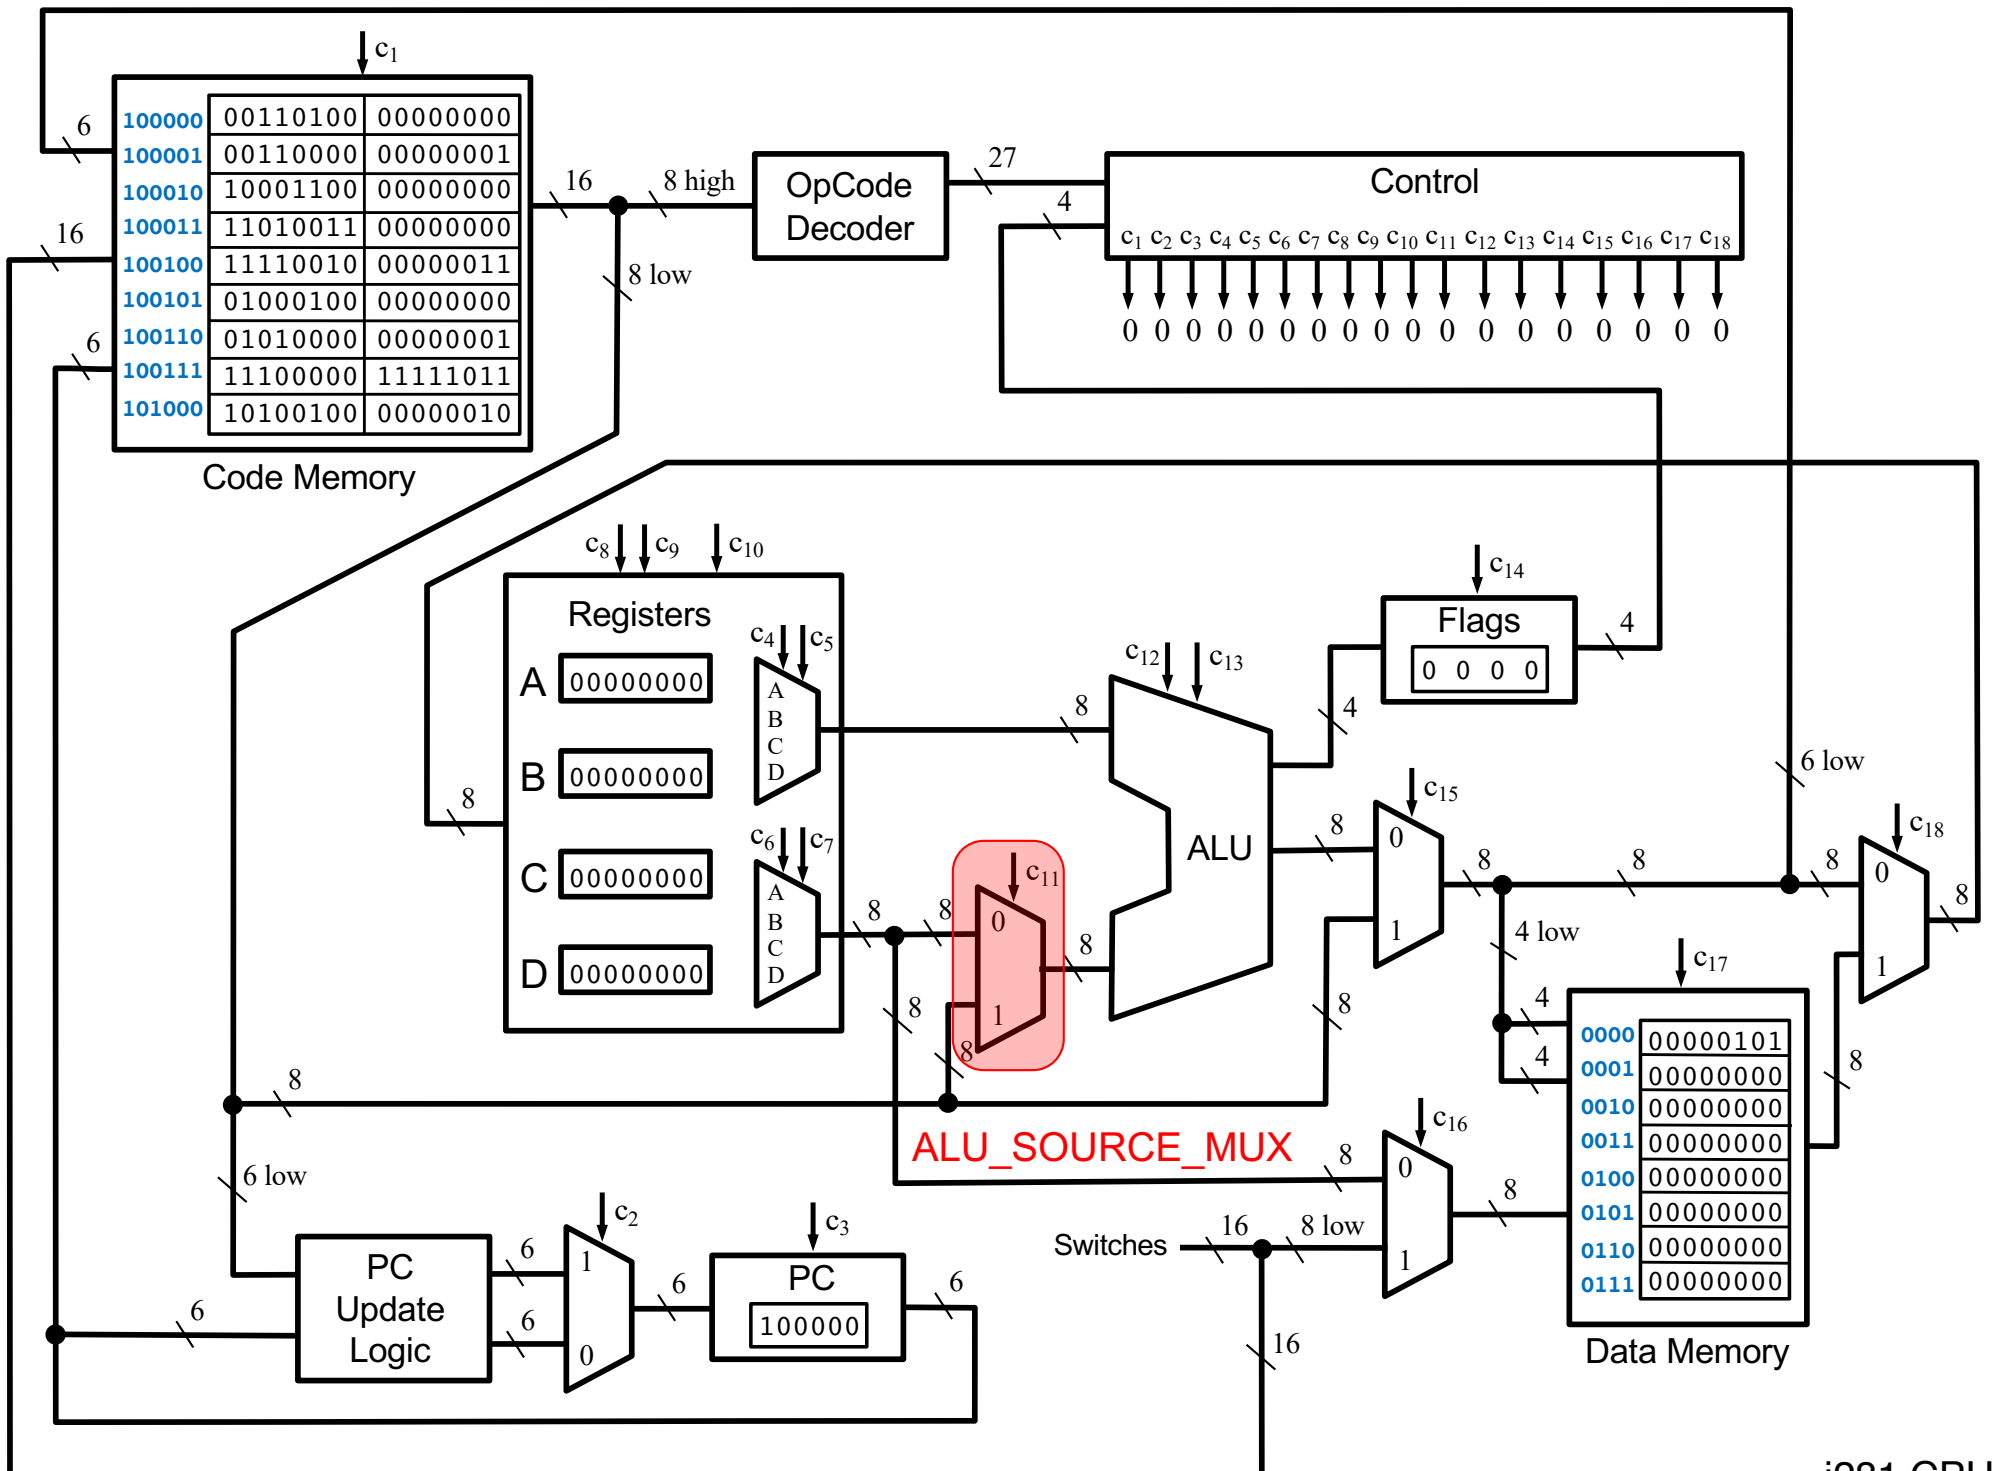 c1
100000 00110100 00000000
100001 00110000 00000001
100010 10001100 00000000
100011 11010011 00000000
100100 11110010 00000011
100101 01000100 00000000
100110 01010000 00000001
100111 11100000 11111011
101000 10100100 00000010
Code Memory
6
16
6
16
8 high
8 low
OpCode
Decoder
27
4
Control
c1 c2 c3 c4 c5 c6 c7 c8 c9 c10 c11 c12 c13 c14 c15 c16 c17 c18
0 0 0 0 0 0 0 0 0 0 0 0 0 0 0 0 0 0
c8 c9 c10
Registers
A 00000000
B 00000000
C 00000000
D 00000000
c4 c5
A
B
C
D
c6 c7
A
B
C
D
8
8
8
8
8
c11
0
1
8
8
c12 c13
ALU
c14
Flags
0 0 0 0
4
4
8
c15
0
1
8
8
8
6 low
8
c18
0
1
8
4 low
4
4
c17
0000 00000101
0001 00000000
0010 00000000
0011 00000000
0100 00000000
0101 00000000
0110 00000000
0111 00000000
Data Memory
8
8
ALU_SOURCE_MUX
c16
0
1
8
8
Switches
16
8 low
16
6 low
6
PC
Update
Logic
6
6
c2
1
0
6
c3
PC
100000
6